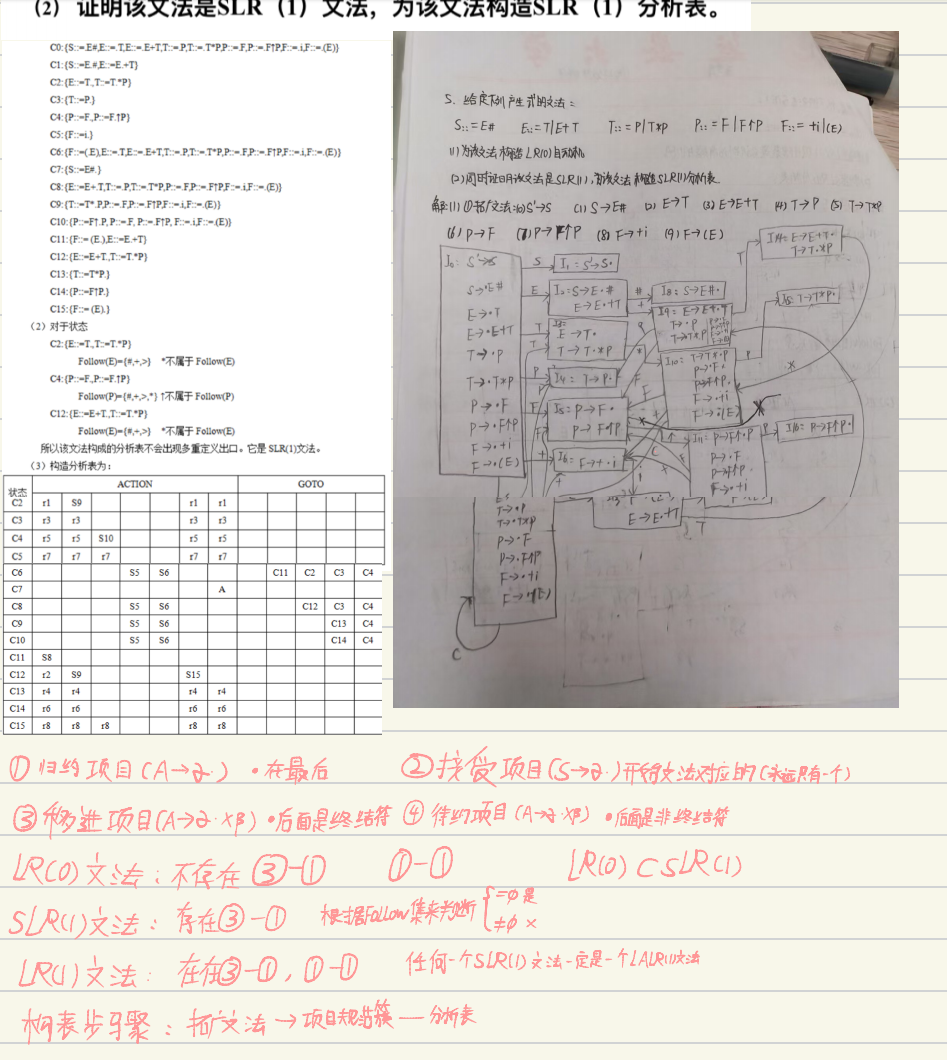 (2) 证明该文法是SLR（1）文法，为该文法构造SLR（1）分析表。
C0:{S::=.E#,E::=.T,E::=.E+T,T::=.P,T::=.T*P,P::=.F,P::=.F↑P,F::=.i,F::=.(E)}
C1:{S::=E.#,E::=E.+T}
C2:{E::=T.,T::=T.*P}
C3:{T::=P.}
C4:{P::=F.,P::=F.↑P}
C5:{F::=i.}
C6:{F::=(.E),E::=.T,E::=.E+T,T::=.P,T::=.T*P,P::=.F,P::=.F↑P,F::=.i,F::=.(E)}
C7:{S::=E#.}
C8:{E::=E+.T,T::=.P,T::=.T*P,P::=.F,P::=.F↑P,F::=.i,F::=.(E)}
C9:{T::=T*.P,P::=.F,P::=.F↑P,F::=.i,F::=.(E)}
C10:{P::=F↑.P,P::=.F,P::=.F↑P, F::=.i,F::=.(E)}
C11:{F::= (E.),E::=E.+T}
C12:{E::=E+T.,T::=T.*P}
C13:{T::=T*P.}
C14:{P::=F↑P.}
C15:{F::= (E).}
（2）对于状态
C2:{E::=T.,T::=T.*P}
Follow(E)={#,+,>} *不属于 Follow(E)
C4:{P::=F.,P::=F.↑P}
Follow(P)={#,+,>,*} ↑不属于 Follow(P)
C12:{E::=E+T.,T::=T.*P}
Follow(E)={#,+,>} *不属于 Follow(E)
所以该文法构成的分析表不会出现多重定义出口。它是 SLR(1)文法。
（3）构造分析表为：
状态 ACTION GOTO
C2 r1 S9 r1 r1
C3 r3 r3 r3 r3
C4 r5 r5 S10 r5 r5
C5 r7 r7 r7 r7 r7
C6 S5 S6 C11 C2 C3 C4
C7 A
C8 S5 S6 C12 C3 C4
C9 S5 S6 C13 C4
C10 S5 S6 C14 C4
C11 S8
C12 r2 S9 S15
C13 r4 r4 r4 r4
C14 r6 r6 r6 r6
C15 r8 r8 r8 r8 r8
5. 给定下列产生式的文法：
S::=E# E::=T|E+T T::=P|T*P P::=F|F↑P F::=+i|(E)
(1)为该文法构造LR(0)自动机
(2)同时证明该文法是SLR(1),为该文法构造SLR(1)分析表.
解:(1) S'→S (1) S→E# (2) E→T (3) E→E+T (4) T→P (5) T→T*P
(6) P→F (7) P→F↑P (8) F→+i (9) F→(E)
I0: S'→·S
S→·E#
E→·T
E→·E+T
T→·P
T→·T*P
P→·F
P→·F↑P
F→·+i
F→·(E)
I1: S'→S·
I2: S→E·#
E→E·+T
E→T·
T→T·*P
I4: T→P·
I5: P→F·
P→F·↑P
I6: F→+·i
I8: S→E#·
I9: E→E+·T
T→·P
T→·T*P
I10: T→T*·P
P→·F
P→·F↑P
F→·+i
F→·(E)
I11: P→F↑·P
P→·F
P→·F↑P
F→·+i
I14: E→E+T·
T→T·*P
I15: T→T*P·
I16: P→F↑P·
T→·P
T→·T*P
P→·F
P→·F↑P
F→·+i
F→·(E)
E→E·+T
①归约项目(A→α·) ·在最后 ②接受项目(S→α·)开始文法对应的(永远只有一个)
③移进项目(A→α·xβ) ·后面是终结符 ④待约项目(A→α·Xβ) ·后面是非终结符
LR(0)文法：不存在③-① ①-① LR(0)⊂SLR(1)
SLR(1)文法：存在③-① 根据Follow集来判断{=∅ 是
≠∅ ×
LR(1)文法：存在③-①,①-① 任何一个SLR(1)文法一定是一个LALR(1)文法
构表步骤：扩文法→项目规范簇—分析表